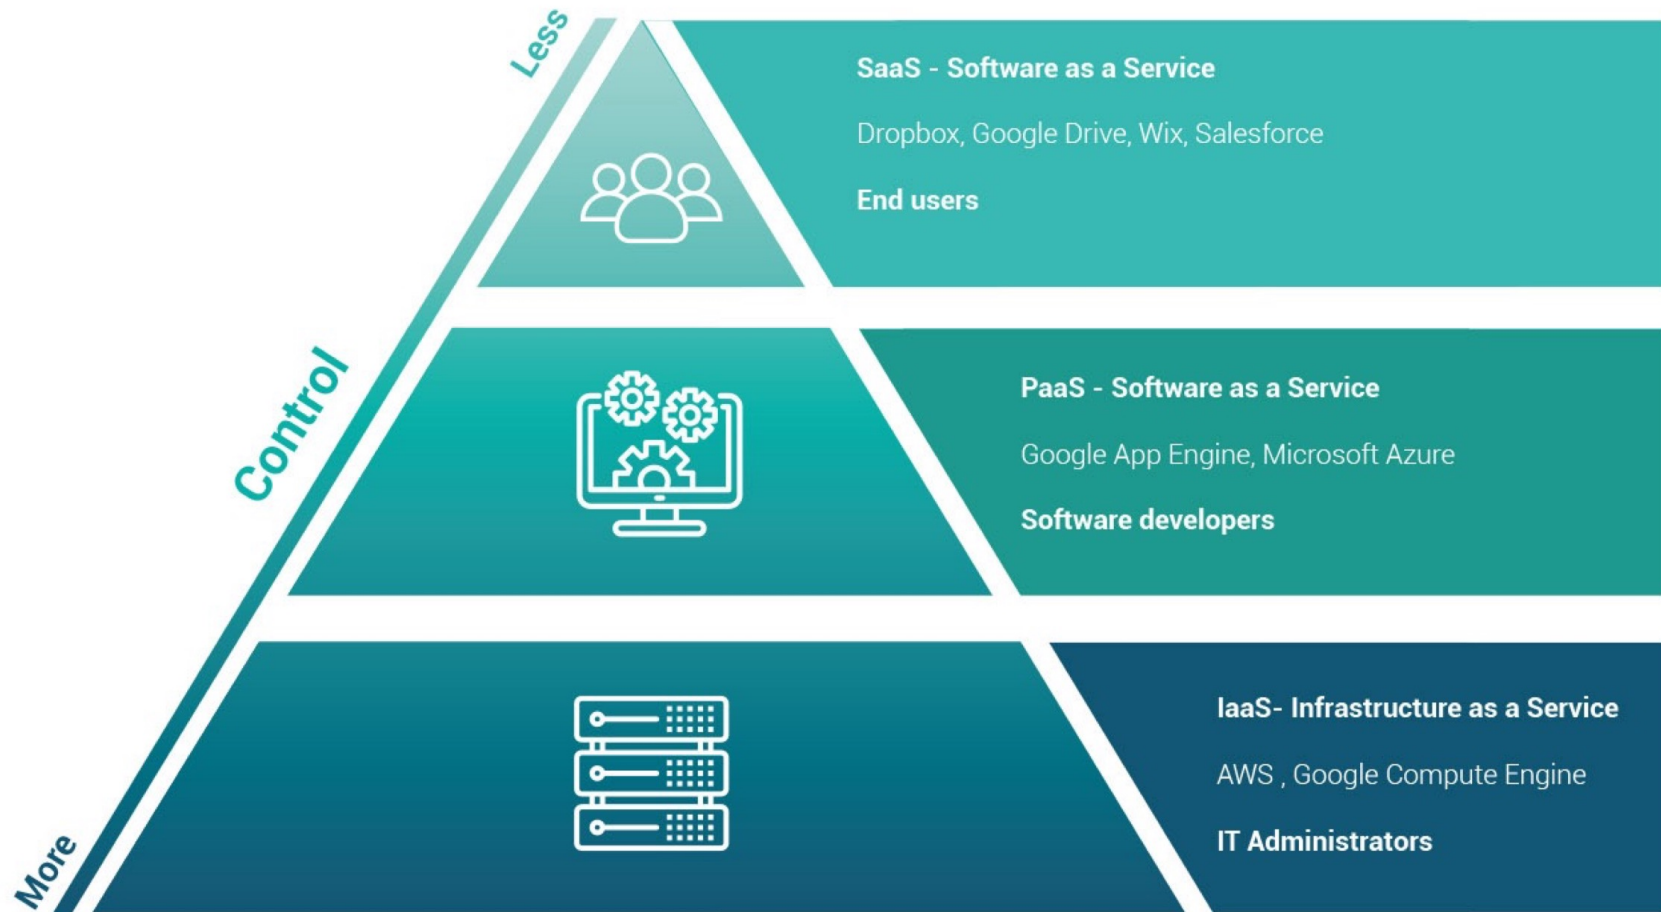 Less
Control
More
SaaS - Software as a Service
Dropbox, Google Drive, Wix, Salesforce
End users
PaaS - Software as a Service
Google App Engine, Microsoft Azure
Software developers
IaaS- Infrastructure as a Service
AWS , Google Compute Engine
IT Administrators